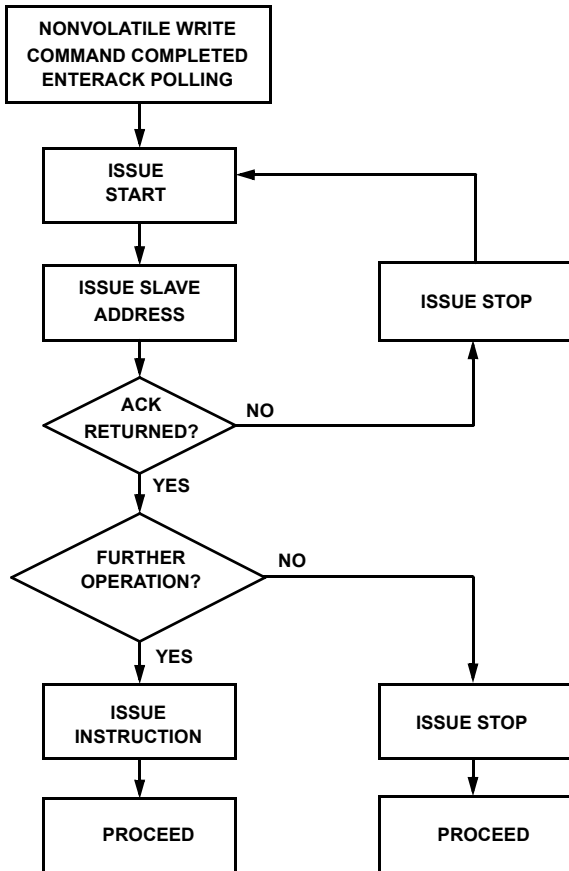 NONVOLATILE WRITE
COMMAND COMPLETED
ENTERACK POLLING
ISSUE
START
ISSUE SLAVE
ADDRESS
ISSUE STOP
ACK
RETURNED?
NO
YES
FURTHER
OPERATION?
NO
YES
ISSUE
INSTRUCTION
ISSUE STOP
PROCEED
PROCEED